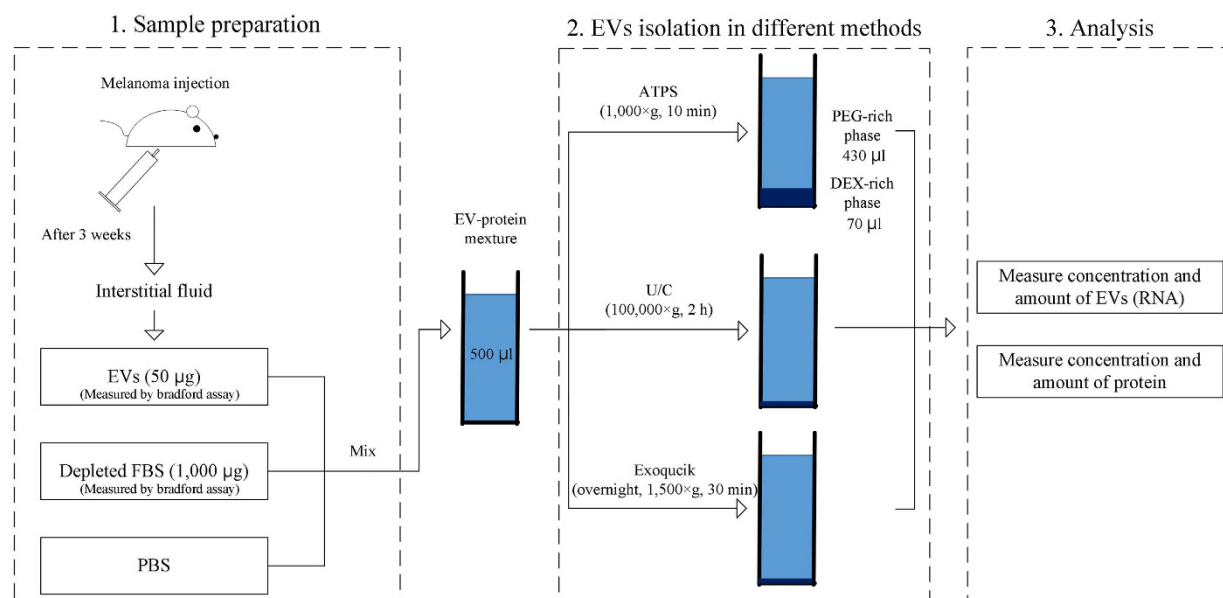 1. Sample preparation
Melanoma injection
After 3 weeks
Interstitial fluid
EVs (50 µg)
(Measured by bradford assay)
Depleted FBS (1,000 µg)
(Measured by bradford assay)
PBS
Mix
EV-protein
mexture
500 µl
2. EVs isolation in different methods
ATPS
(1,000×g, 10 min)
PEG-rich
phase
430 µl
DEX-rich
phase
70 µl
U/C
(100,000×g, 2 h)
Exoqucik
(overnight, 1,500×g, 30 min)
3. Analysis
Measure concentration and
amount of EVs (RNA)
Measure concentration and
amount of protein